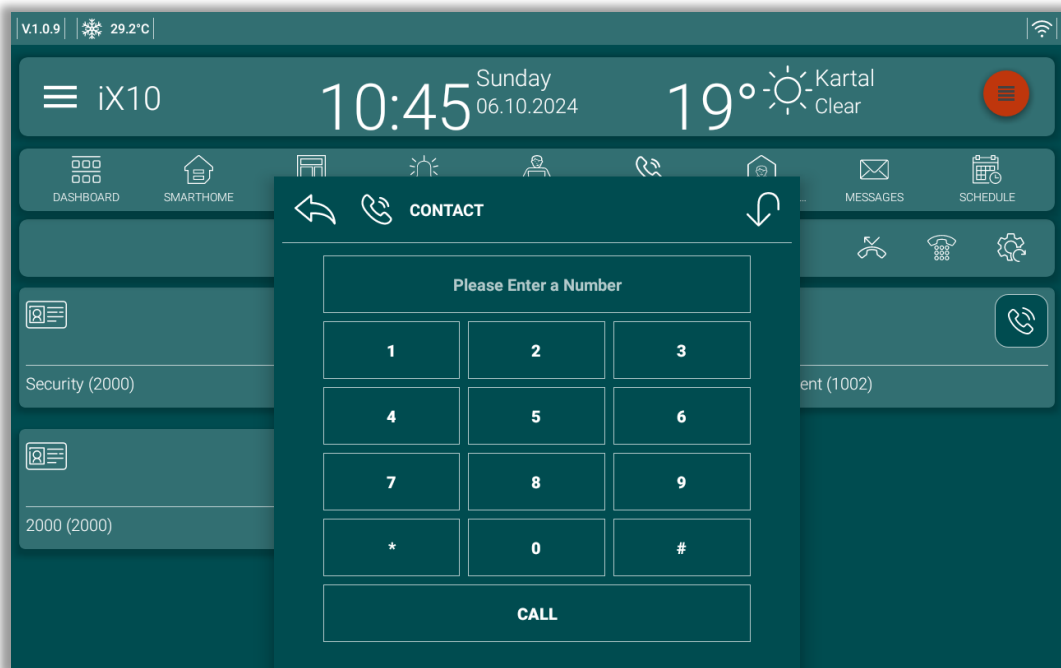 V.1.0.9 29.2°C
iX10
10:45
Sunday
06.10.2024
19°
Kartal
Clear
DASHBOARD
SMARTHOME
...
MESSAGES
SCHEDULE
CONTACT
Please Enter a Number
1 2 3
4 5 6
7 8 9
* 0 #
CALL
Security (2000)
ent (1002)
2000 (2000)